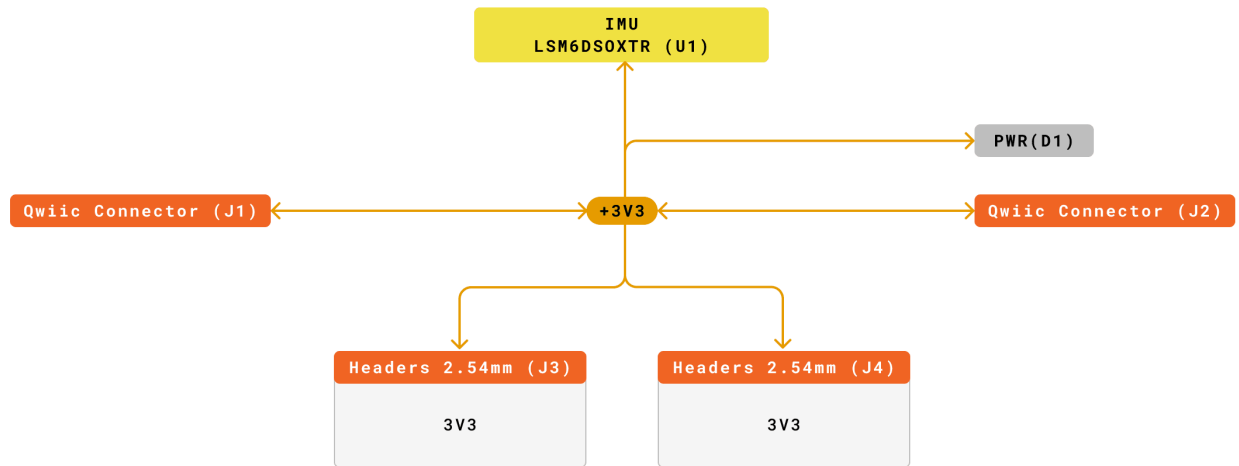 IMU
LSM6DSOXTR (U1)
PWR(D1)
Qwiic Connector (J1)
+3V3
Qwiic Connector (J2)
Headers 2.54mm (J3)
Headers 2.54mm (J4)
3V3
3V3